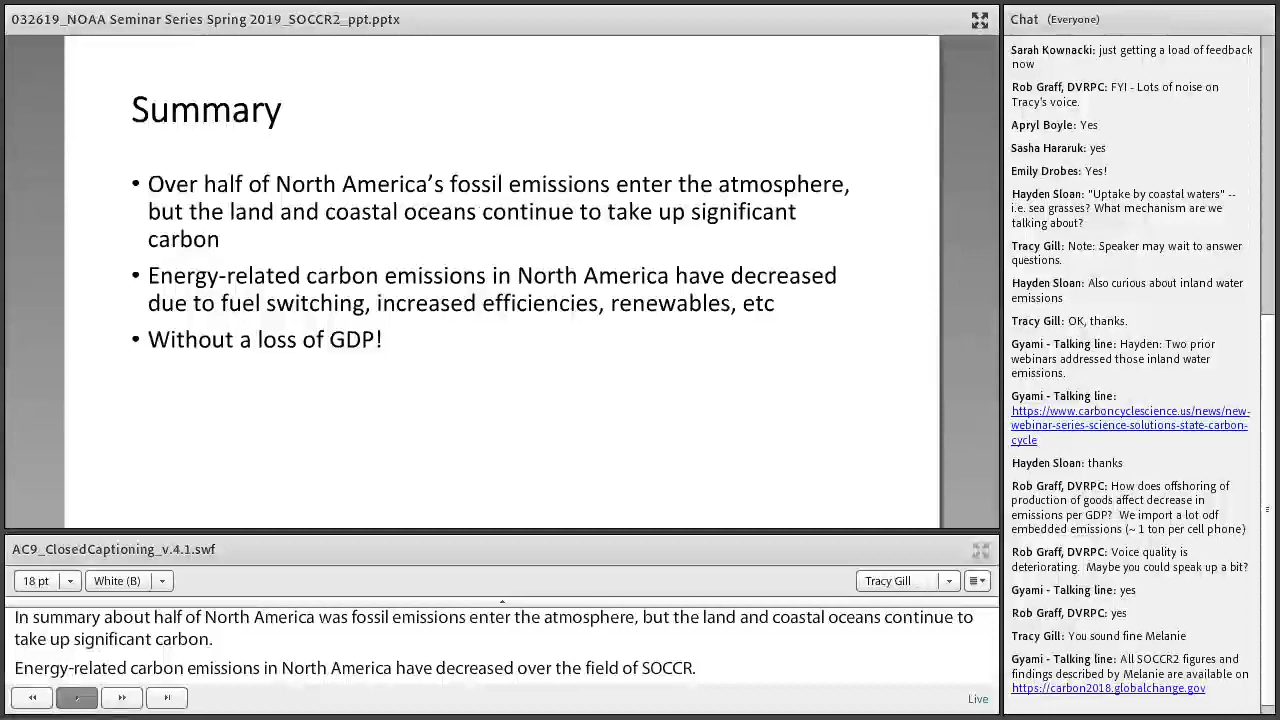 032619_NOAA Seminar Series Spring 2019_SOCCR2_ppt.pptx
Summary
• Over half of North America's fossil emissions enter the atmosphere,
but the land and coastal oceans continue to take up significant
carbon
• Energy-related carbon emissions in North America have decreased
due to fuel switching, increased efficiencies, renewables, etc
• Without a loss of GDP!
AC9_ClosedCaptioning_v.4.1.swf
18 pt White (B) Tracy Gill
In summary about half of North America was fossil emissions enter the atmosphere, but the land and coastal oceans continue to
take up significant carbon.
Energy-related carbon emissions in North America have decreased over the field of SOCCR.
Live
Chat (Everyone)
Sarah Kownacki: just getting a load of feedback
now
Rob Graff, DVRPC: FYI - Lots of noise on
Tracy's voice.
Apryl Boyle: Yes
Sasha Hararuk: yes
Emily Drobes: Yes!
Hayden Sloan: "Uptake by coastal waters" --
i.e. sea grasses? What mechanism are we
talking about?
Tracy Gill: Note: Speaker may wait to answer
questions.
Hayden Sloan: Also curious about inland water
emissions
Tracy Gill: OK, thanks.
Gyami - Talking line: Hayden: Two prior
webinars addressed those inland water
emissions.
Gyami - Talking line:
https://www.carboncyclescience.us/news/new-
webinar-series-science-solutions-state-carbon-
cycle
Hayden Sloan: thanks
Rob Graff, DVRPC: How does offshoring of
production of goods affect decrease in
emissions per GDP? We import a lot odf
embedded emissions (~ 1 ton per cell phone)
Rob Graff, DVRPC: Voice quality is
deteriorating. Maybe you could speak up a bit?
Gyami - Talking line: yes
Rob Graff, DVRPC: yes
Tracy Gill: You sound fine Melanie
Gyami - Talking line: All SOCCR2 figures and
findings described by Melanie are available on
https://carbon2018.globalchange.gov